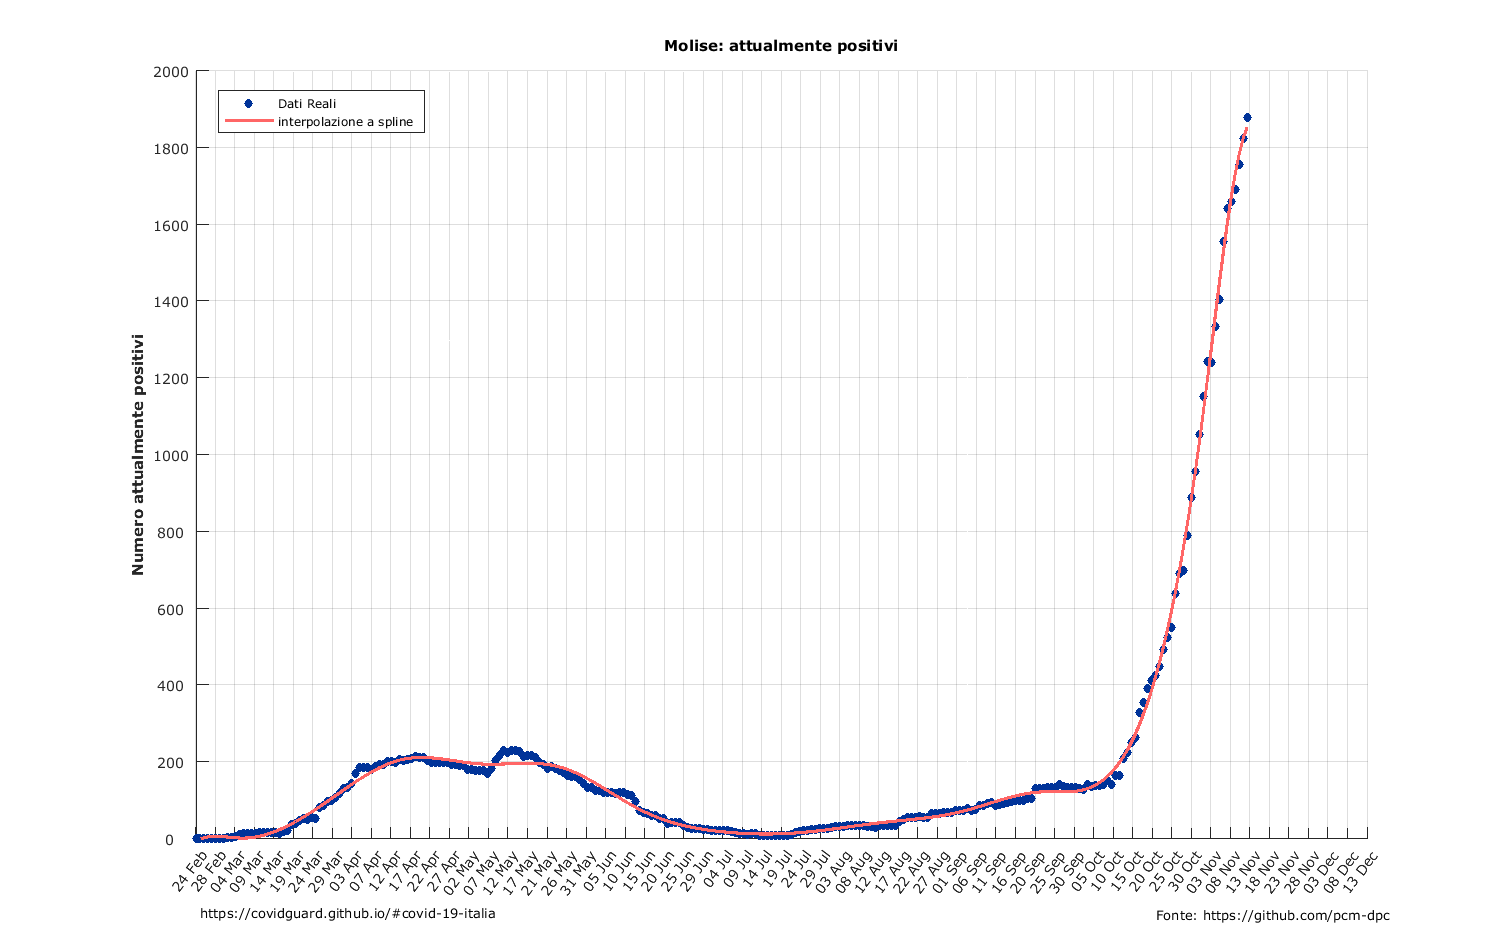 Molise: attualmente positivi
Dati Reali
interpolazione a spline
Numero attualmente positivi
2000
1800
1600
1400
1200
1000
800
600
400
200
0
24 Feb
28 Feb
04 Mar
09 Mar
14 Mar
19 Mar
24 Mar
29 Mar
03 Apr
07 Apr
12 Apr
17 Apr
22 Apr
27 Apr
02 May
07 May
12 May
17 May
21 May
26 May
31 May
05 Jun
10 Jun
15 Jun
20 Jun
25 Jun
29 Jun
04 Jul
09 Jul
14 Jul
19 Jul
24 Jul
29 Jul
03 Aug
08 Aug
12 Aug
17 Aug
22 Aug
27 Aug
01 Sep
06 Sep
11 Sep
16 Sep
20 Sep
25 Sep
30 Sep
05 Oct
10 Oct
15 Oct
20 Oct
25 Oct
30 Oct
03 Nov
08 Nov
13 Nov
18 Nov
23 Nov
28 Nov
03 Dec
08 Dec
13 Dec
https://covidguard.github.io/#covid-19-italia
Fonte: https://github.com/pcm-dpc